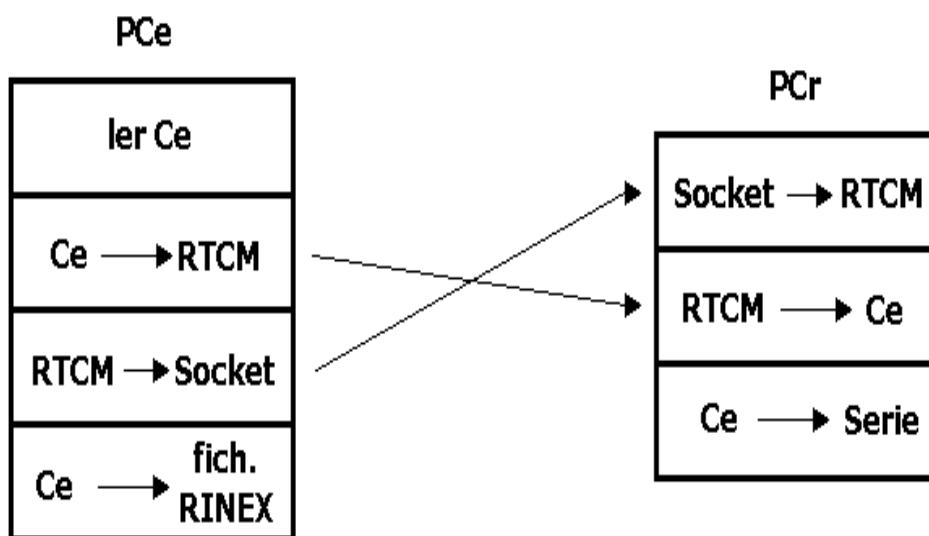 PCe
ler Ce
Ce → RTCM
RTCM → Socket
Ce → fich.
RINEX
PCr
Socket → RTCM
RTCM → Ce
Ce → Serie